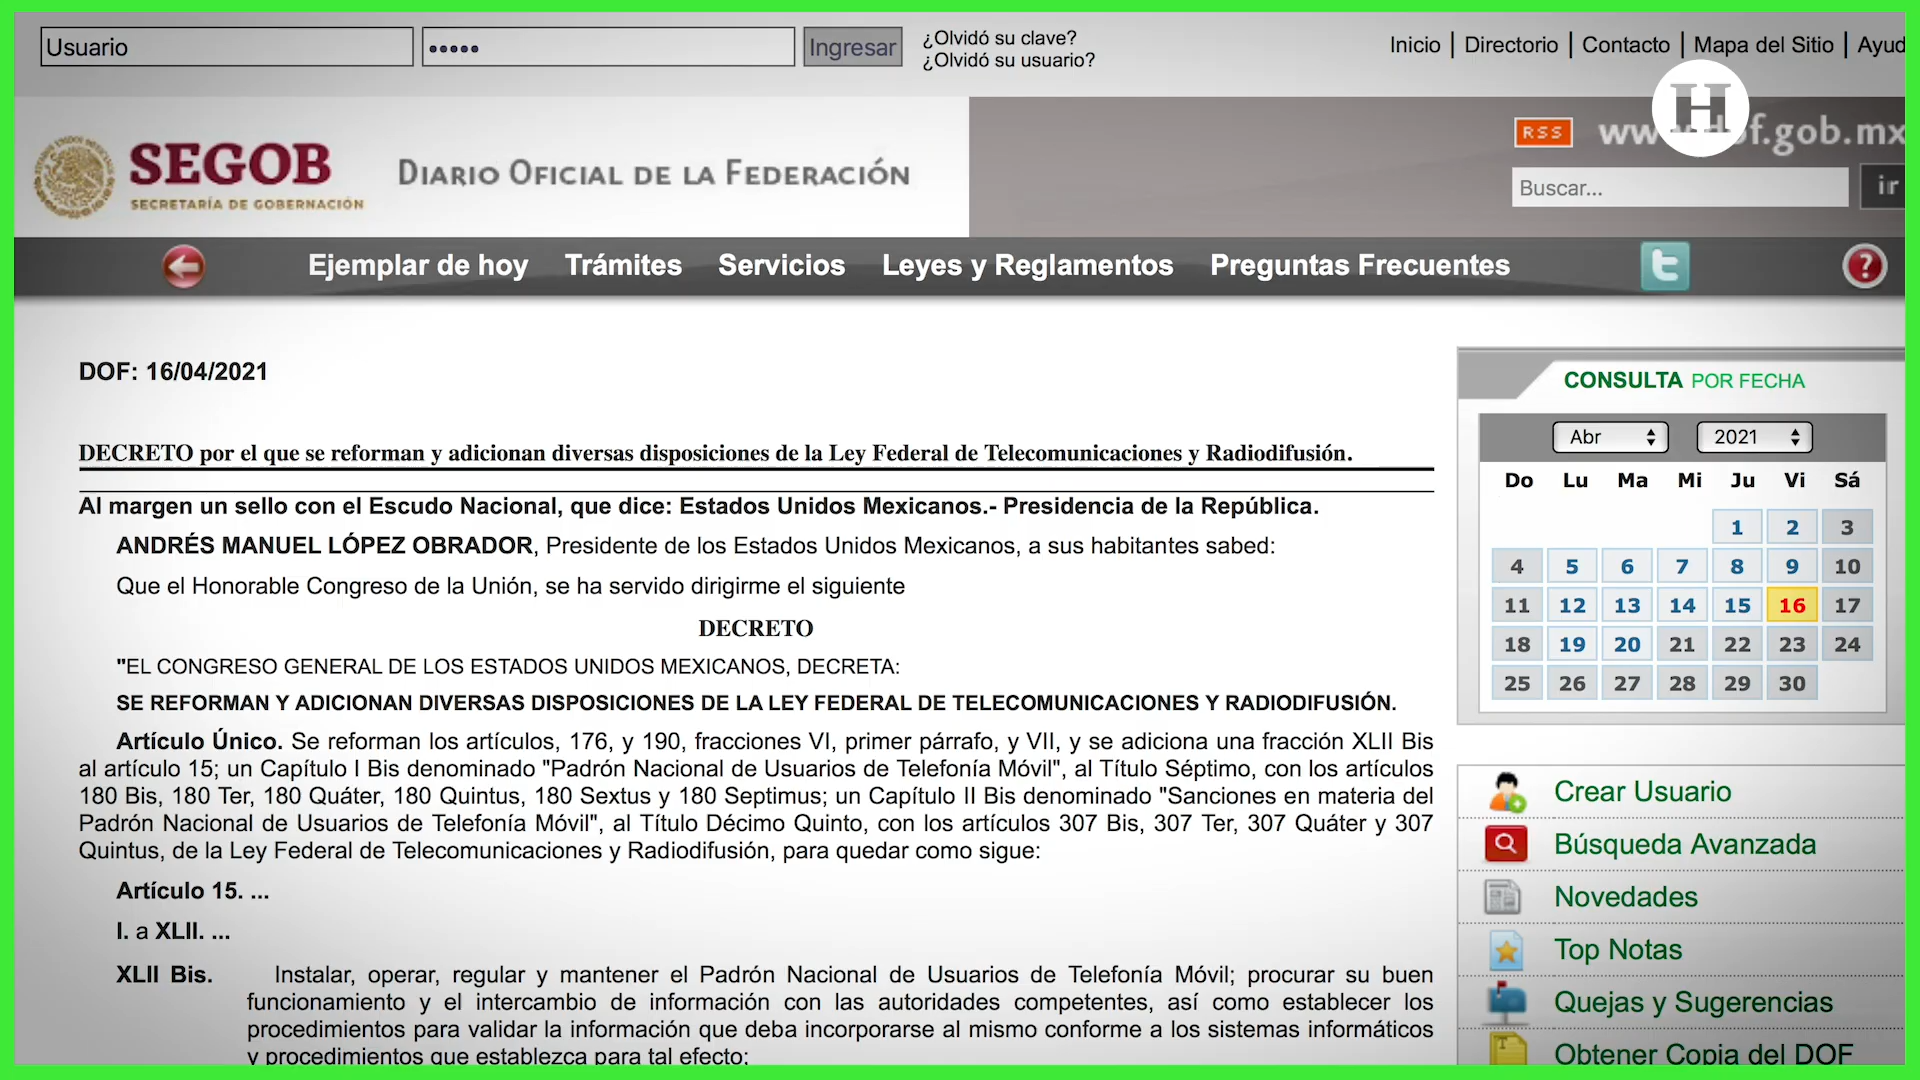 Usuario
•••••
Ingresar
¿Olvidó su clave?
¿Olvidó su usuario?
Inicio | Directorio | Contacto | Mapa del Sitio | Ayud
H
RSS
of.gob.mx
SEGOB
SECRETARÍA DE GOBERNACIÓN
DIARIO OFICIAL DE LA FEDERACIÓN
Buscar...
ir
Ejemplar de hoy Trámites Servicios Leyes y Reglamentos Preguntas Frecuentes
t
?
DOF: 16/04/2021
DECRETO por el que se reforman y adicionan diversas disposiciones de la Ley Federal de Telecomunicaciones y Radiodifusión.
Al margen un sello con el Escudo Nacional, que dice: Estados Unidos Mexicanos.- Presidencia de la República.
ANDRÉS MANUEL LÓPEZ OBRADOR, Presidente de los Estados Unidos Mexicanos, a sus habitantes sabed:
Que el Honorable Congreso de la Unión, se ha servido dirigirme el siguiente
DECRETO
"EL CONGRESO GENERAL DE LOS ESTADOS UNIDOS MEXICANOS, DECRETA:
SE REFORMAN Y ADICIONAN DIVERSAS DISPOSICIONES DE LA LEY FEDERAL DE TELECOMUNICACIONES Y RADIODIFUSIÓN.
Artículo Único. Se reforman los artículos, 176, y 190, fracciones VI, primer párrafo, y VII, y se adiciona una fracción XLII Bis
al artículo 15; un Capítulo I Bis denominado "Padrón Nacional de Usuarios de Telefonía Móvil", al Título Séptimo, con los artículos
180 Bis, 180 Ter, 180 Quáter, 180 Quintus, 180 Sextus y 180 Septimus; un Capítulo II Bis denominado "Sanciones en materia del
Padrón Nacional de Usuarios de Telefonía Móvil", al Título Décimo Quinto, con los artículos 307 Bis, 307 Ter, 307 Quáter y 307
Quintus, de la Ley Federal de Telecomunicaciones y Radiodifusión, para quedar como sigue:
Artículo 15. ...
I. a XLII. ...
XLII Bis. Instalar, operar, regular y mantener el Padrón Nacional de Usuarios de Telefonía Móvil; procurar su buen
funcionamiento y el intercambio de información con las autoridades competentes, así como establecer los
procedimientos para validar la información que deba incorporarse al mismo conforme a los sistemas informáticos
y procedimientos que establezca para tal efecto;
CONSULTA POR FECHA
Abr 2021
Do Lu Ma Mi Ju Vi Sá
1 2 3
4 5 6 7 8 9 10
11 12 13 14 15 16 17
18 19 20 21 22 23 24
25 26 27 28 29 30
Crear Usuario
Búsqueda Avanzada
Novedades
Top Notas
Quejas y Sugerencias
Obtener Copia del DOF